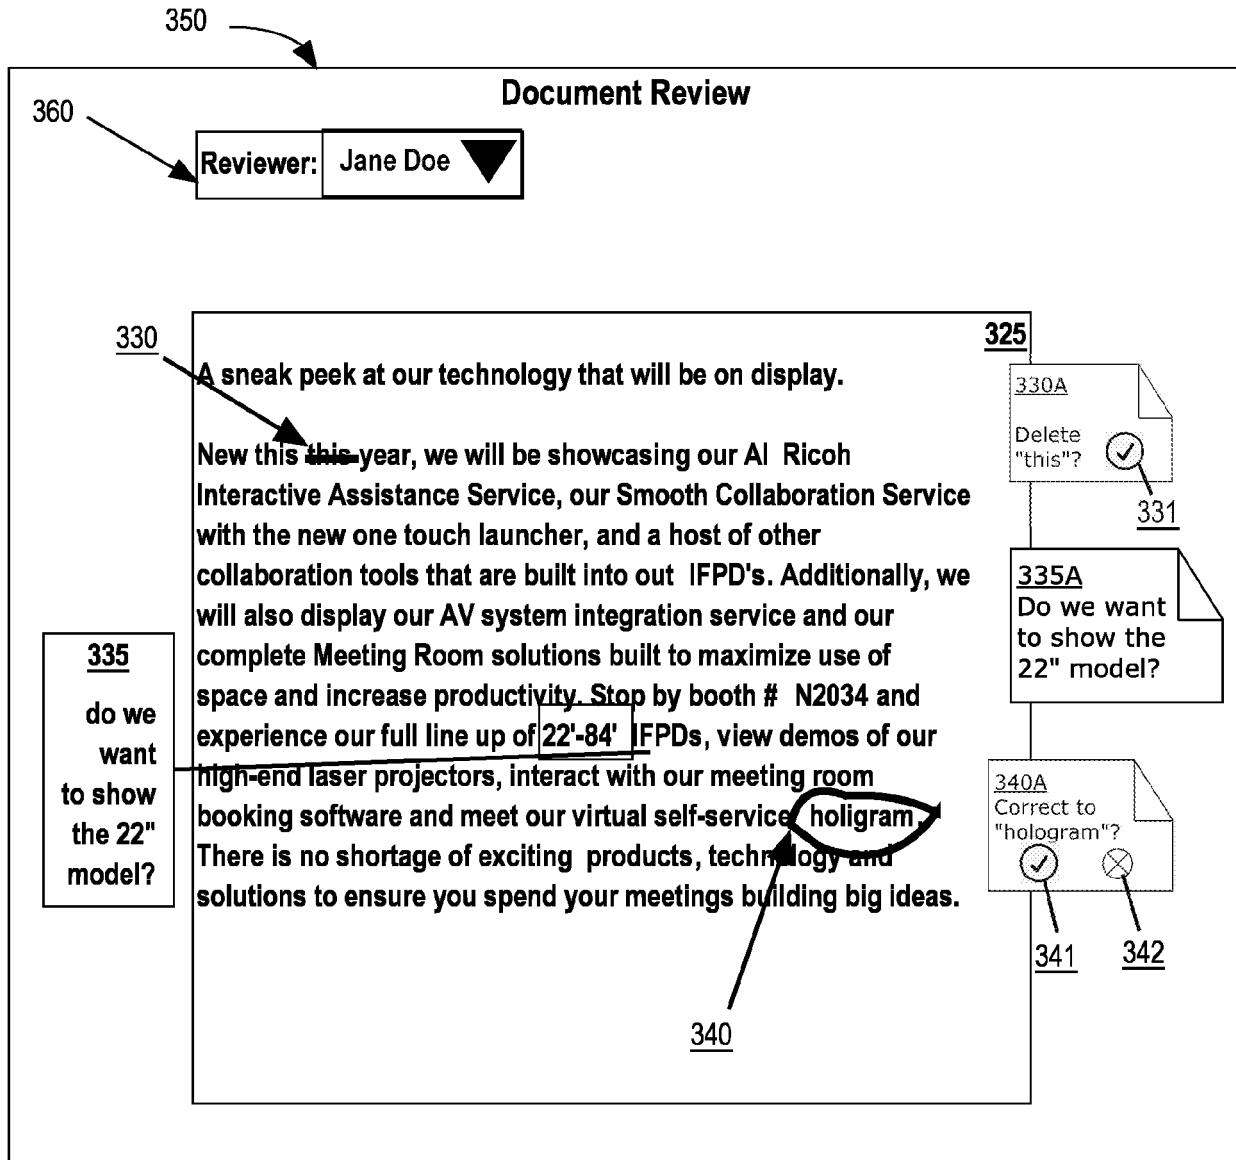 350
Document Review
360
Reviewer: Jane Doe
325
330
A sneak peek at our technology that will be on display.
New this this year, we will be showcasing our AI Ricoh
Interactive Assistance Service, our Smooth Collaboration Service
with the new one touch launcher, and a host of other
collaboration tools that are built into out IFPD's. Additionally, we
will also display our AV system integration service and our
complete Meeting Room solutions built to maximize use of
space and increase productivity. Stop by booth # N2034 and
experience our full line up of 22'-84' IFPDs, view demos of our
high-end laser projectors, interact with our meeting room
booking software and meet our virtual self-service holigram.
There is no shortage of exciting products, technology and
solutions to ensure you spend your meetings building big ideas.
335
do we
want
to show
the 22"
model?
340
330A
Delete
"this"?
331
335A
Do we want
to show the
22" model?
340A
Correct to
"hologram"?
341
342